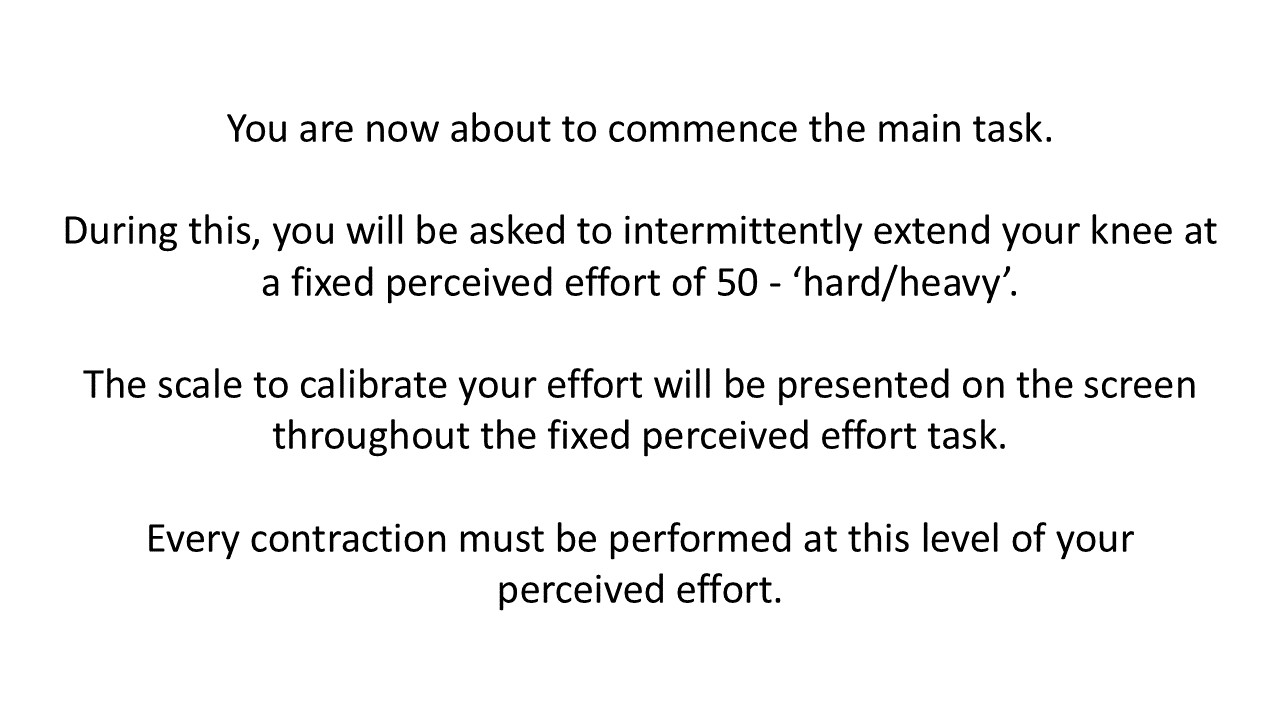 You are now about to commence the main task.
During this, you will be asked to intermittently extend your knee at
a fixed perceived effort of 50 - ‘hard/heavy’.
The scale to calibrate your effort will be presented on the screen
throughout the fixed perceived effort task.
Every contraction must be performed at this level of your
perceived effort.